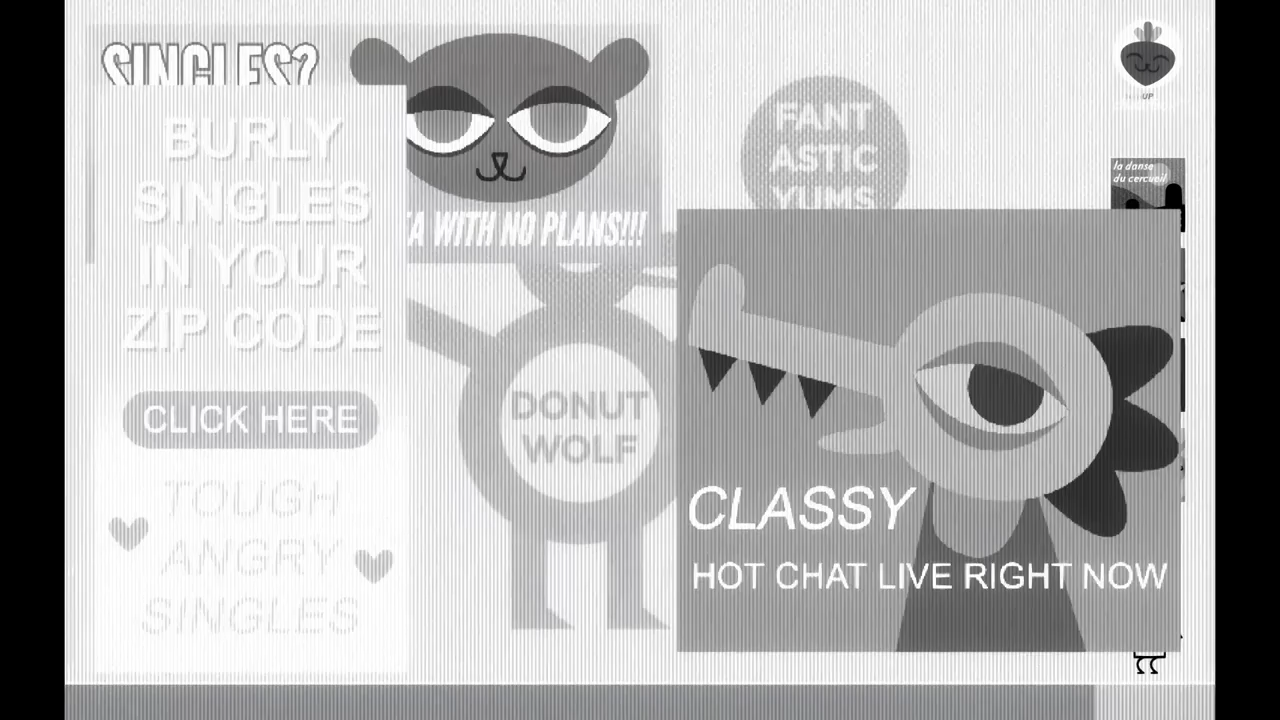 SINGLES?
BURLY
SINGLES
IN YOUR
ZIP CODE
CLICK HERE
TOUGH
ANGRY
SINGLES
A WITH NO PLANS!!!
FANT
ASTIC
YUMS
DONUT
WOLF
CLASSY
HOT CHAT LIVE RIGHT NOW
UP
la danse
du cercueil